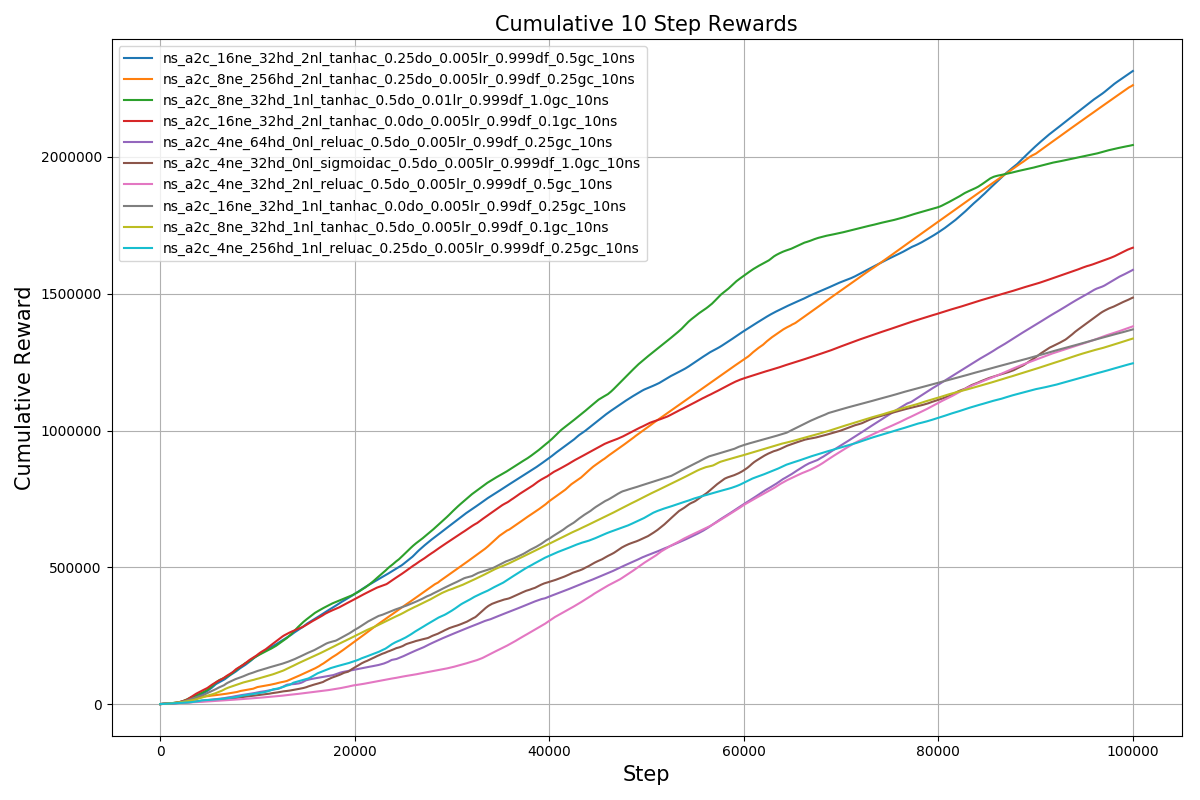 Cumulative 10 Step Rewards
ns_a2c_16ne_32hd_2nl_tanhac_0.25do_0.005lr_0.999df_0.5gc_10ns
ns_a2c_8ne_256hd_2nl_tanhac_0.25do_0.005lr_0.99df_0.25gc_10ns
ns_a2c_8ne_32hd_1nl_tanhac_0.5do_0.01lr_0.999df_1.0gc_10ns
ns_a2c_16ne_32hd_2nl_tanhac_0.0do_0.005lr_0.99df_0.1gc_10ns
ns_a2c_4ne_64hd_0nl_reluac_0.5do_0.005lr_0.99df_0.25gc_10ns
ns_a2c_4ne_32hd_0nl_sigmoidac_0.5do_0.005lr_0.999df_1.0gc_10ns
ns_a2c_4ne_32hd_2nl_reluac_0.5do_0.005lr_0.999df_0.5gc_10ns
ns_a2c_16ne_32hd_1nl_tanhac_0.0do_0.005lr_0.99df_0.25gc_10ns
ns_a2c_8ne_32hd_1nl_tanhac_0.5do_0.005lr_0.99df_0.1gc_10ns
ns_a2c_4ne_256hd_1nl_reluac_0.25do_0.005lr_0.999df_0.25gc_10ns
2000000
1500000
1000000
500000
0
Cumulative Reward
0 20000 40000 60000 80000 100000
Step